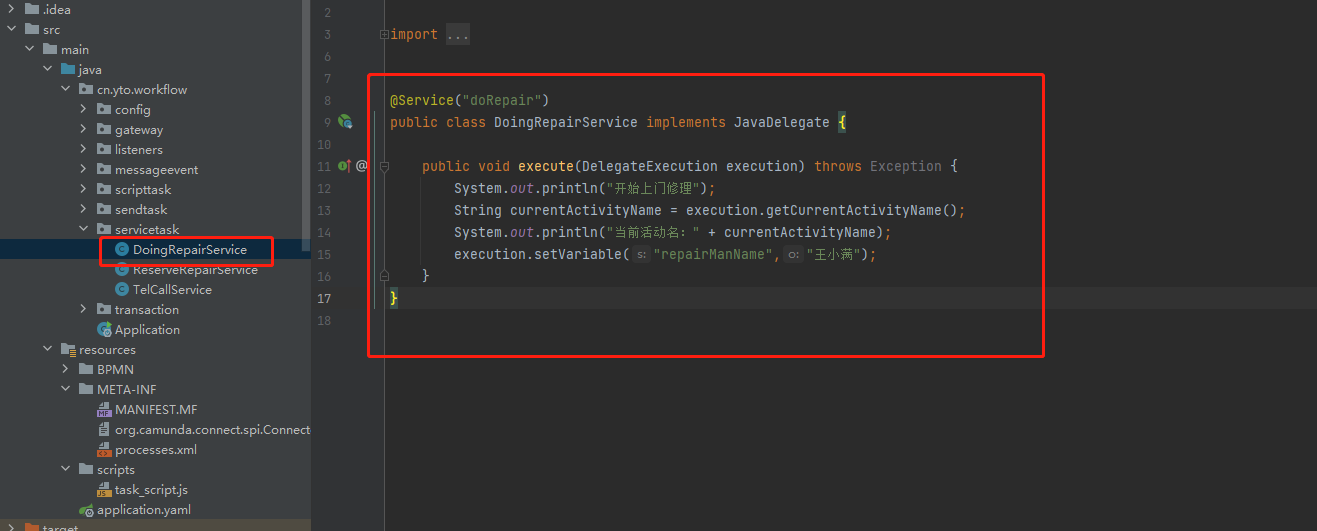 .idea
src
main
java
cn.yto.workflow
config
gateway
listeners
messageevent
scripttask
sendtask
servicetask
DoingRepairService
ReserveRepairService
TelCallService
transaction
Application
resources
BPMN
META-INF
MANIFEST.MF
org.camunda.connect.spi.Connect
processes.xml
scripts
task_script.js
application.yaml
target
2
3 import ...
6
7
8 @Service("doRepair")
9 public class DoingRepairService implements JavaDelegate {
10
11 @ public void execute(DelegateExecution execution) throws Exception {
12 System.out.println("开始上门修理");
13 String currentActivityName = execution.getCurrentActivityName();
14 System.out.println("当前活动名：" + currentActivityName);
15 execution.setVariable( s: "repairManName", o: "王小满");
16 }
17 }
18